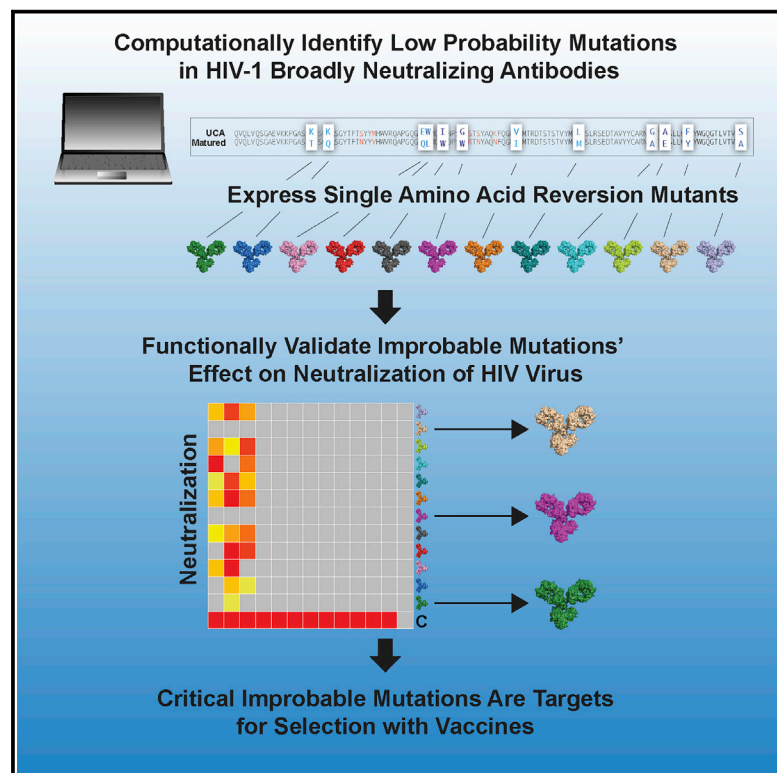 Computationally Identify Low Probability Mutations
in HIV-1 Broadly Neutralizing Antibodies
UCA
Matured
K K EW I G V L G A F S
T Q QL W W I M A E Y A
Express Single Amino Acid Reversion Mutants
Functionally Validate Improbable Mutations'
Effect on Neutralization of HIV Virus
Neutralization
C
Critical Improbable Mutations Are Targets
for Selection with Vaccines